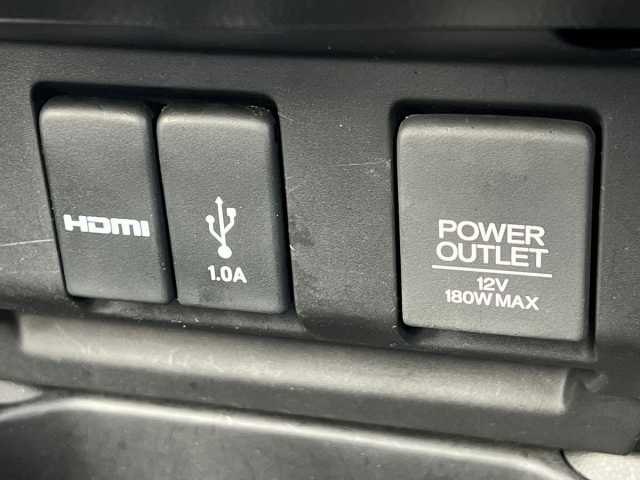 HDMI
1.0A
POWER
OUTLET
12V
180W MAX